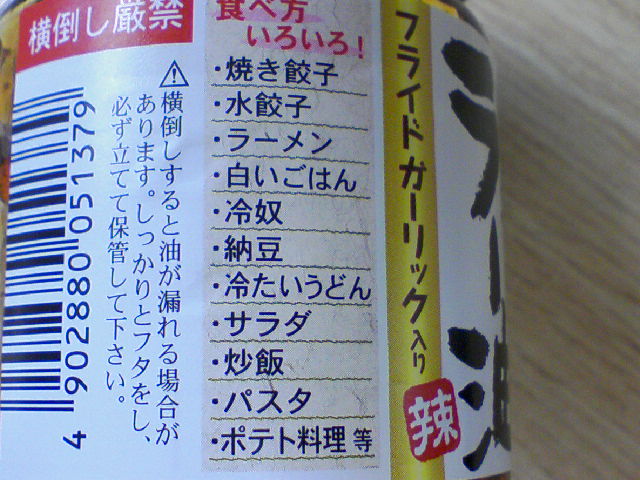 横倒し厳禁
食べ方
いろいろ!
・焼き餃子
・水餃子
・ラーメン
・白いごはん
・冷奴
・納豆
・冷たいうどん
・サラダ
・炒飯
・パスタ
・ポテト料理 等
⚠横倒しすると油が漏れる場合が
あります。しっかりとフタをし、
必ず立てて保管して下さい。
4 902880 051379
フライドガーリック入り
辣
ラー油